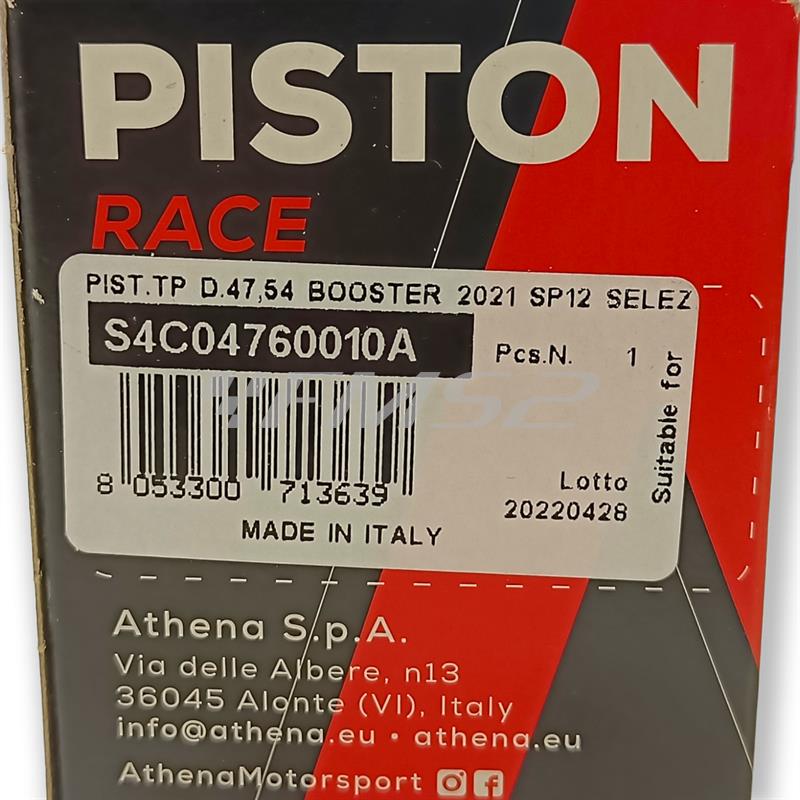 PISTON
RACE
PIST.TP D.47,54 BOOSTER 2021 SP12 SELEZ
S4C04760010A
Pcs.N. 1
Suitable for
8 053300 713639
Lotto
20220428
MADE IN ITALY
Athena S.p.A.
Via delle Albere, n13
36045 Alonte (VI), Italy
info@athena.eu • athena.eu
AthenaMotorsport